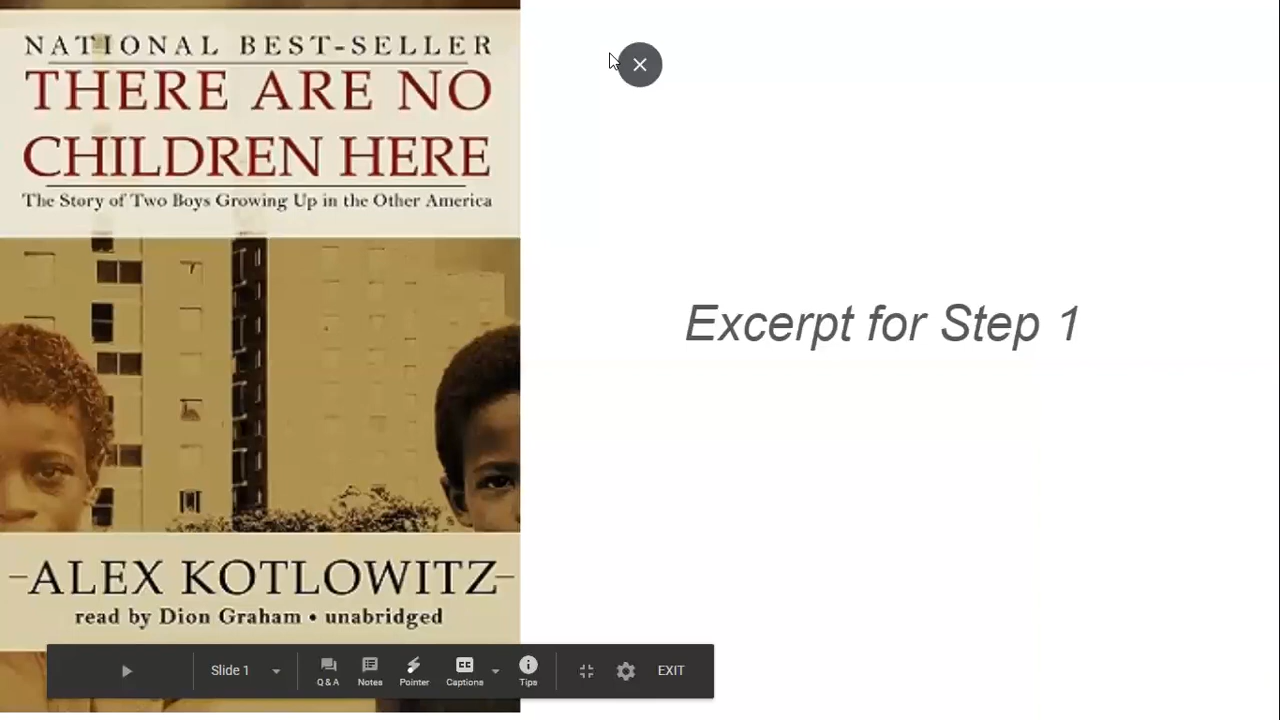 NATIONAL BEST-SELLER
THERE ARE NO
CHILDREN HERE
The Story of Two Boys Growing Up in the Other America
Excerpt for Step 1
ALEX KOTLOWITZ
read by Dion Graham • unabridged
Slide 1
Q & A
Notes
Pointer
CC
Captions
Tips
EXIT